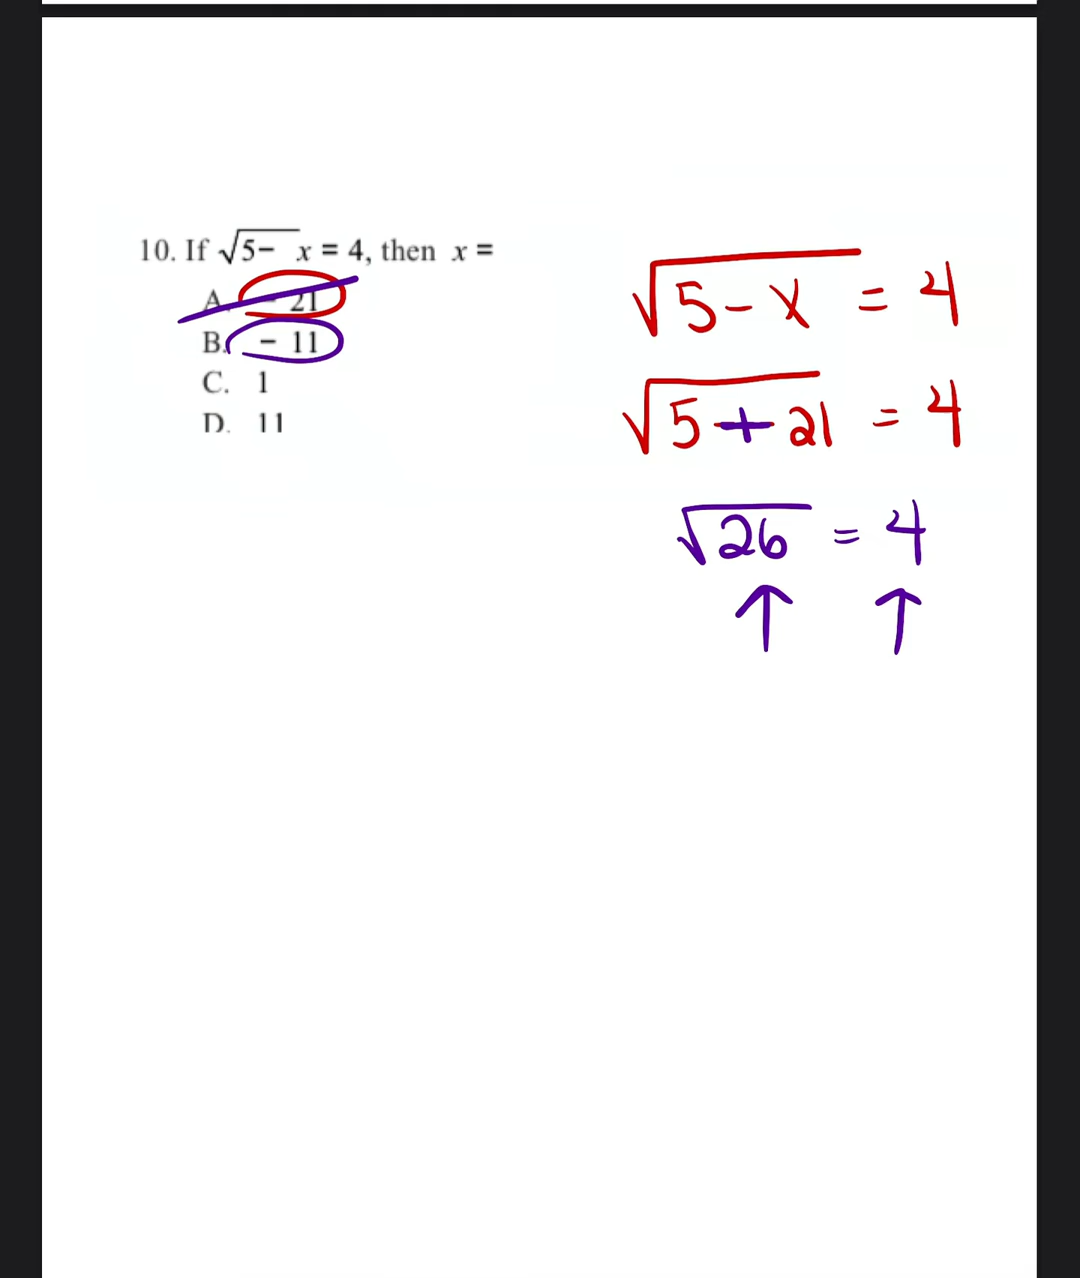 10. If √5− x = 4, then x =
A. − 21
B. − 11
C. 1
D. 11
√5 - x = 4
√5 + 21 = 4
√26 = 4
↑ ↑